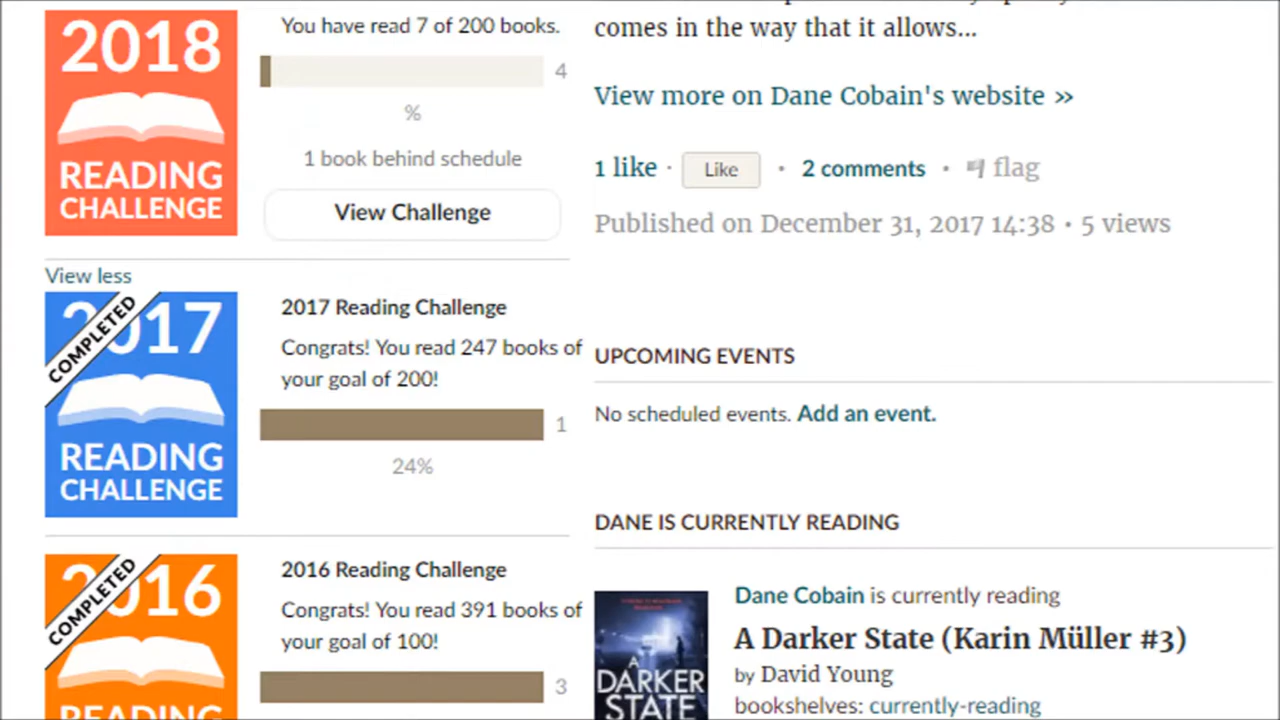 2018
READING
CHALLENGE
You have read 7 of 200 books.
4
%
1 book behind schedule
View Challenge
View less
2017
COMPLETED
READING
CHALLENGE
2017 Reading Challenge
Congrats! You read 247 books of
your goal of 200!
1
24%
2016
COMPLETED
READING
2016 Reading Challenge
Congrats! You read 391 books of
your goal of 100!
3
comes in the way that it allows...
View more on Dane Cobain's website »
1 like · Like • 2 comments • flag
Published on December 31, 2017 14:38 • 5 views
UPCOMING EVENTS
No scheduled events. Add an event.
DANE IS CURRENTLY READING
A
DARKER
STATE
Dane Cobain is currently reading
A Darker State (Karin Müller #3)
by David Young
bookshelves: currently-reading